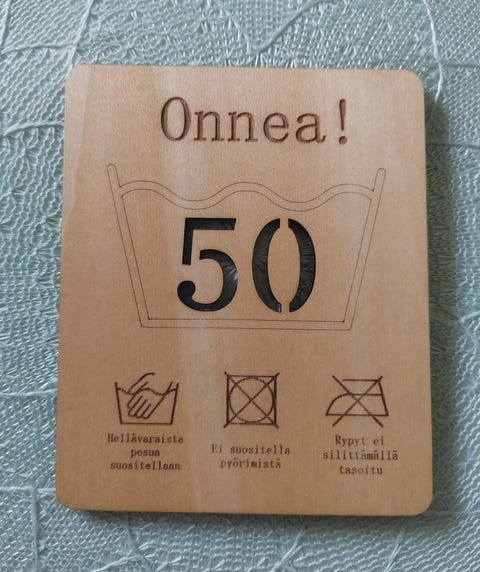 Onnea!
50
Hellävaraista
pesua
suositellaan
Ei suositella
pyörimistä
Rypyt ei
silittämällä
tasoitu